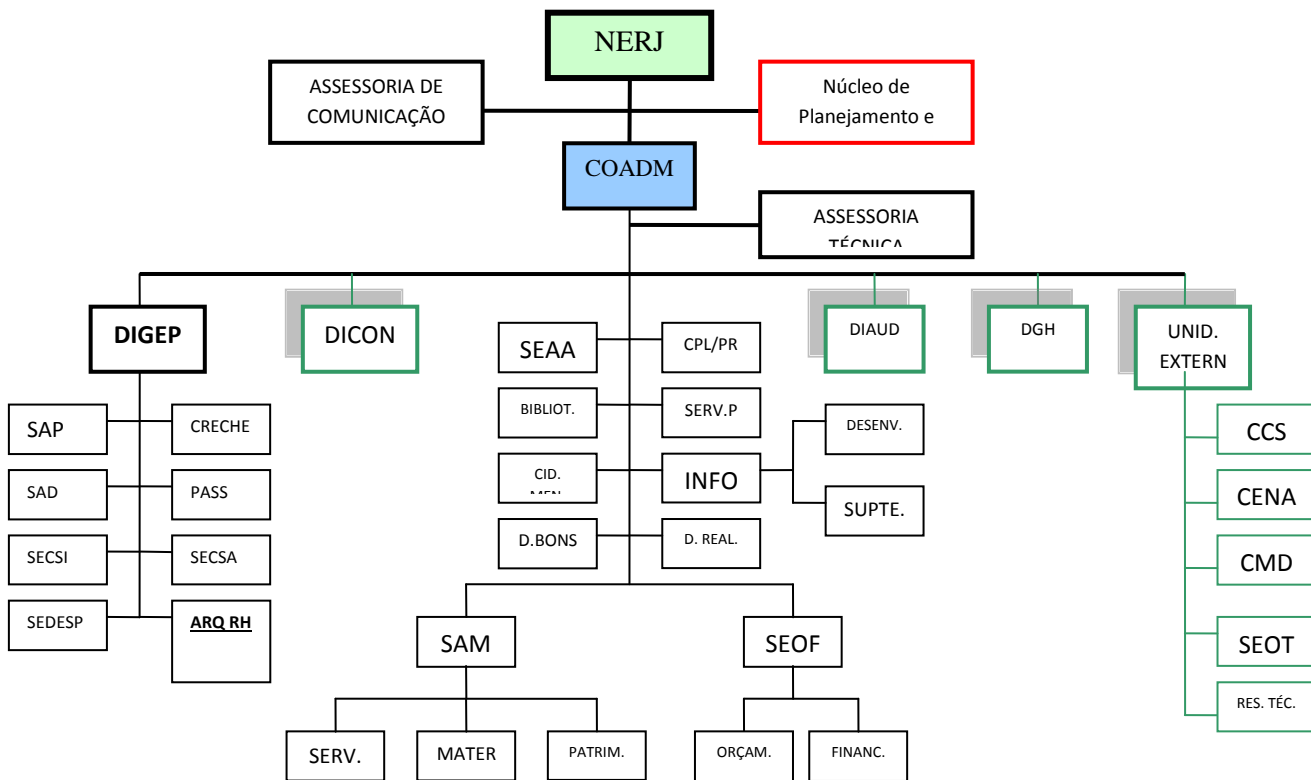 NERJ
ASSESSORIA DE
COMUNICAÇÃO
Núcleo de
Planejamento e
COADM
ASSESSORIA
TÉCNICA
DIGEP
DICON
SEAA
CPL/PR
DIAUD
DGH
UNID.
EXTERN
BIBLIOT.
SERV.P
DESENV.
SAP
CRECHE
CCS
CID.
INFO
SAD
PASS
CENA
SUPTE.
D.BONS
D. REAL.
SECSI
SECSA
CMD
SEDESP
ARQ RH
SAM
SEOF
SEOT
RES. TÉC.
SERV.
MATER
PATRIM.
ORÇAM.
FINANC.